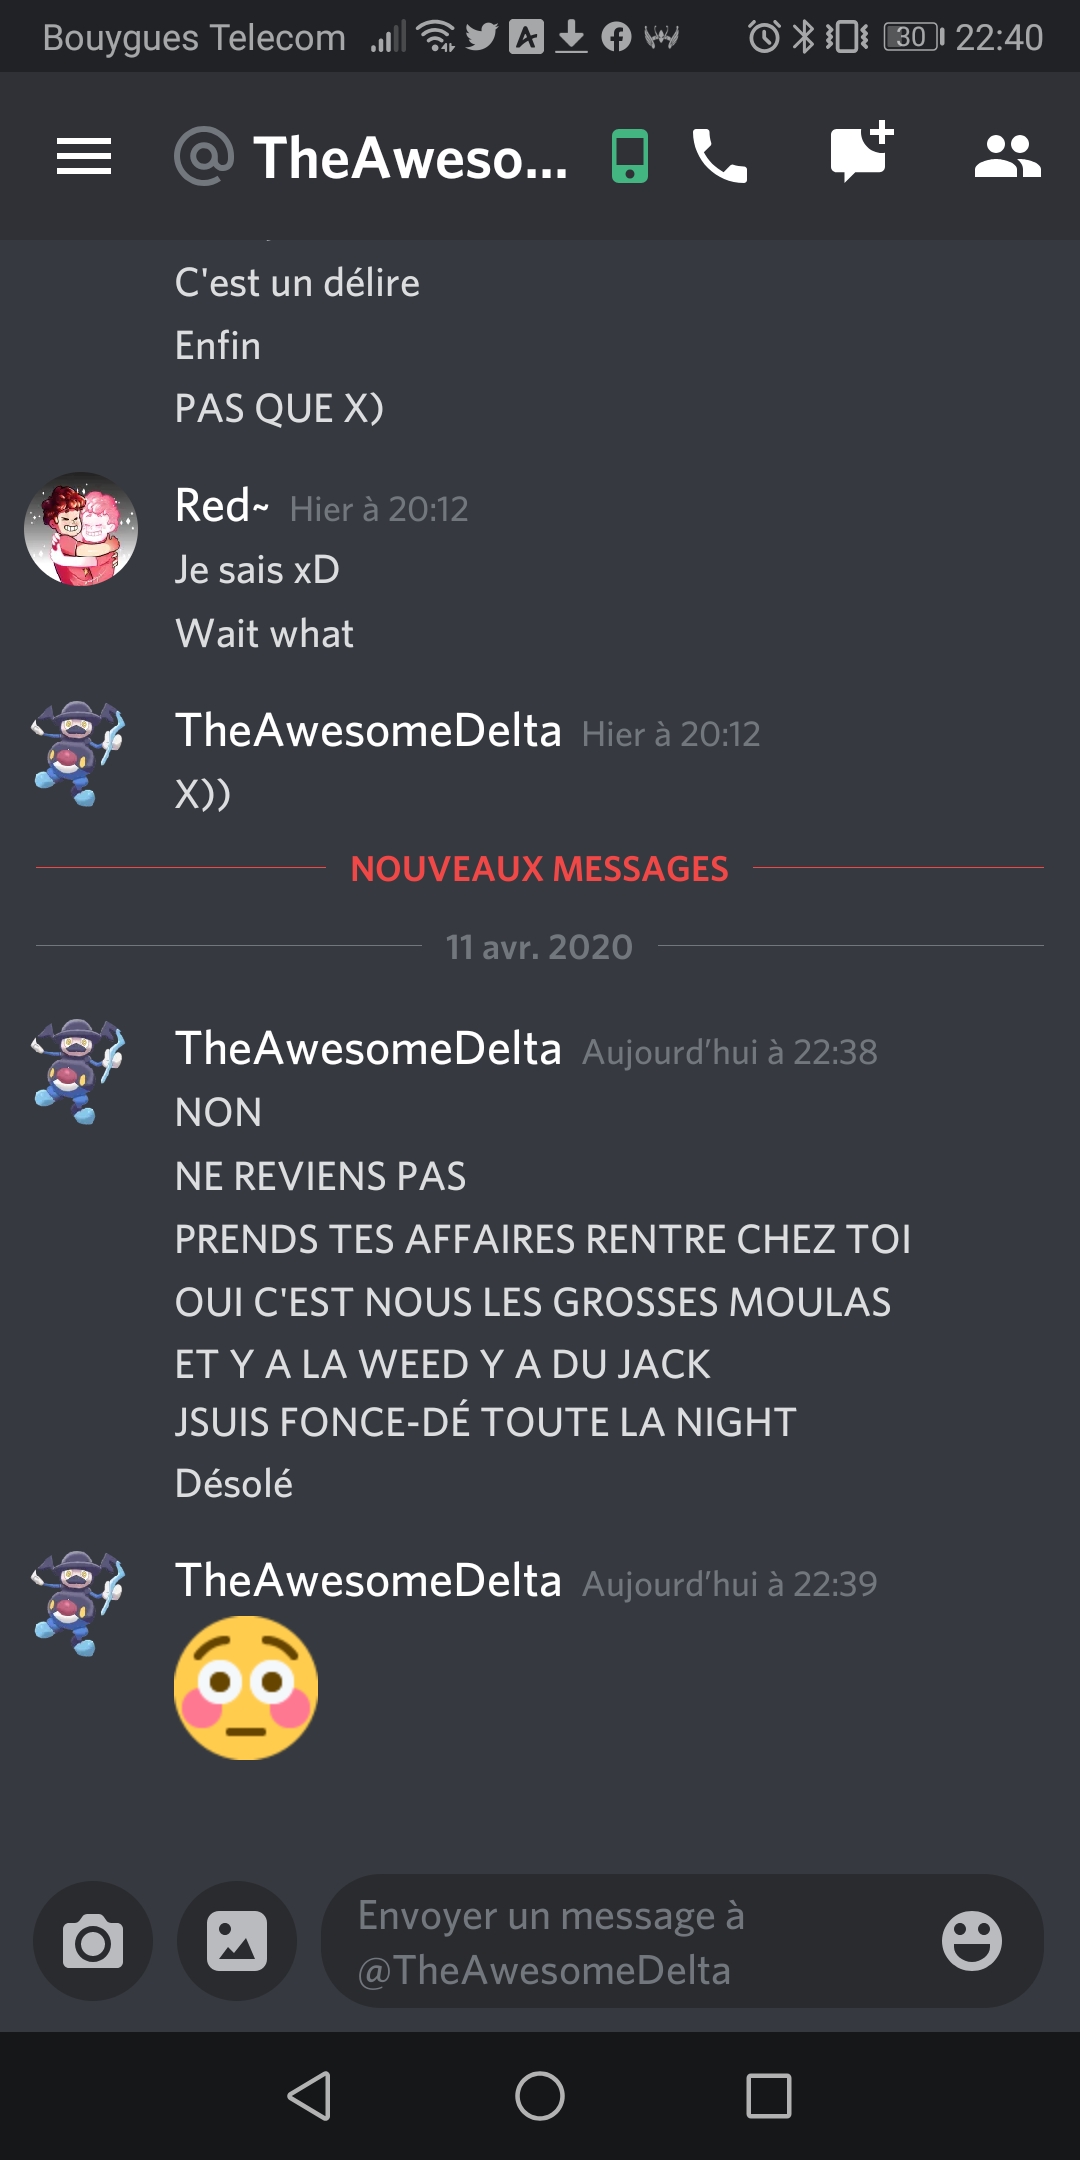 Bouygues Telecom 30 22:40
@ TheAweso...
C'est un délire
Enfin
PAS QUE X)
Red~ Hier à 20:12
Je sais xD
Wait what
TheAwesomeDelta Hier à 20:12
X))
NOUVEAUX MESSAGES
11 avr. 2020
TheAwesomeDelta Aujourd’hui à 22:38
NON
NE REVIENS PAS
PRENDS TES AFFAIRES RENTRE CHEZ TOI
OUI C'EST NOUS LES GROSSES MOULAS
ET Y A LA WEED Y A DU JACK
JSUIS FONCE-DÉ TOUTE LA NIGHT
Désolé
TheAwesomeDelta Aujourd’hui à 22:39
Envoyer un message à
@TheAwesomeDelta